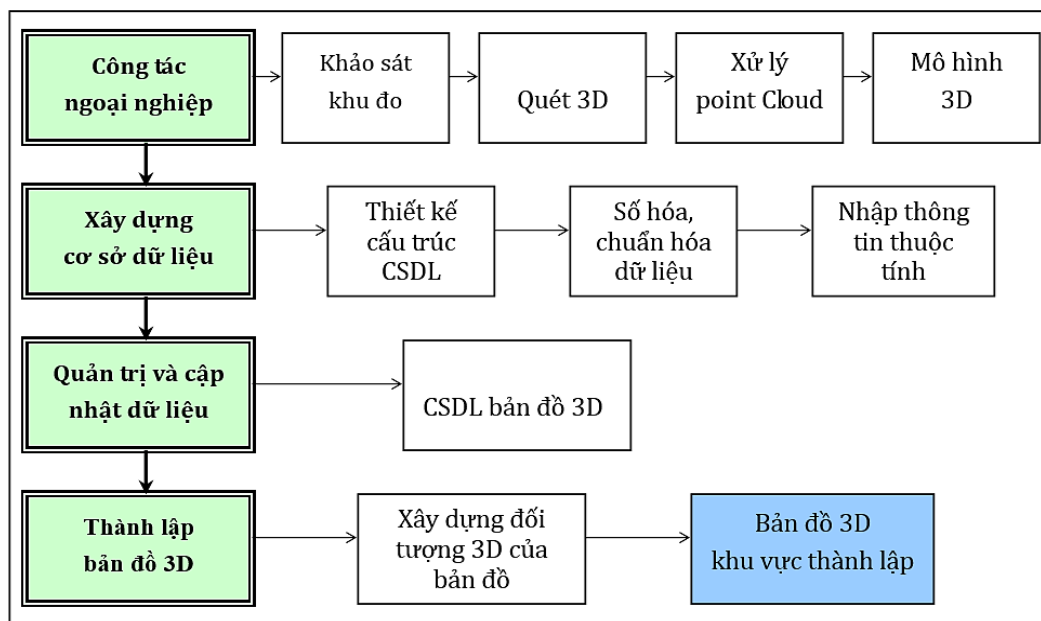 Công tác
ngoại nghiệp
Khảo sát
khu đo
Quét 3D
Xử lý
point Cloud
Mô hình
3D
Xây dựng
cơ sở dữ liệu
Thiết kế
cấu trúc
CSDL
Số hóa,
chuẩn hóa
dữ liệu
Nhập thông
tin thuộc
tính
Quản trị và cập
nhật dữ liệu
CSDL bản đồ 3D
Thành lập
bản đồ 3D
Xây dựng đối
tượng 3D của
bản đồ
Bản đồ 3D
khu vực thành lập